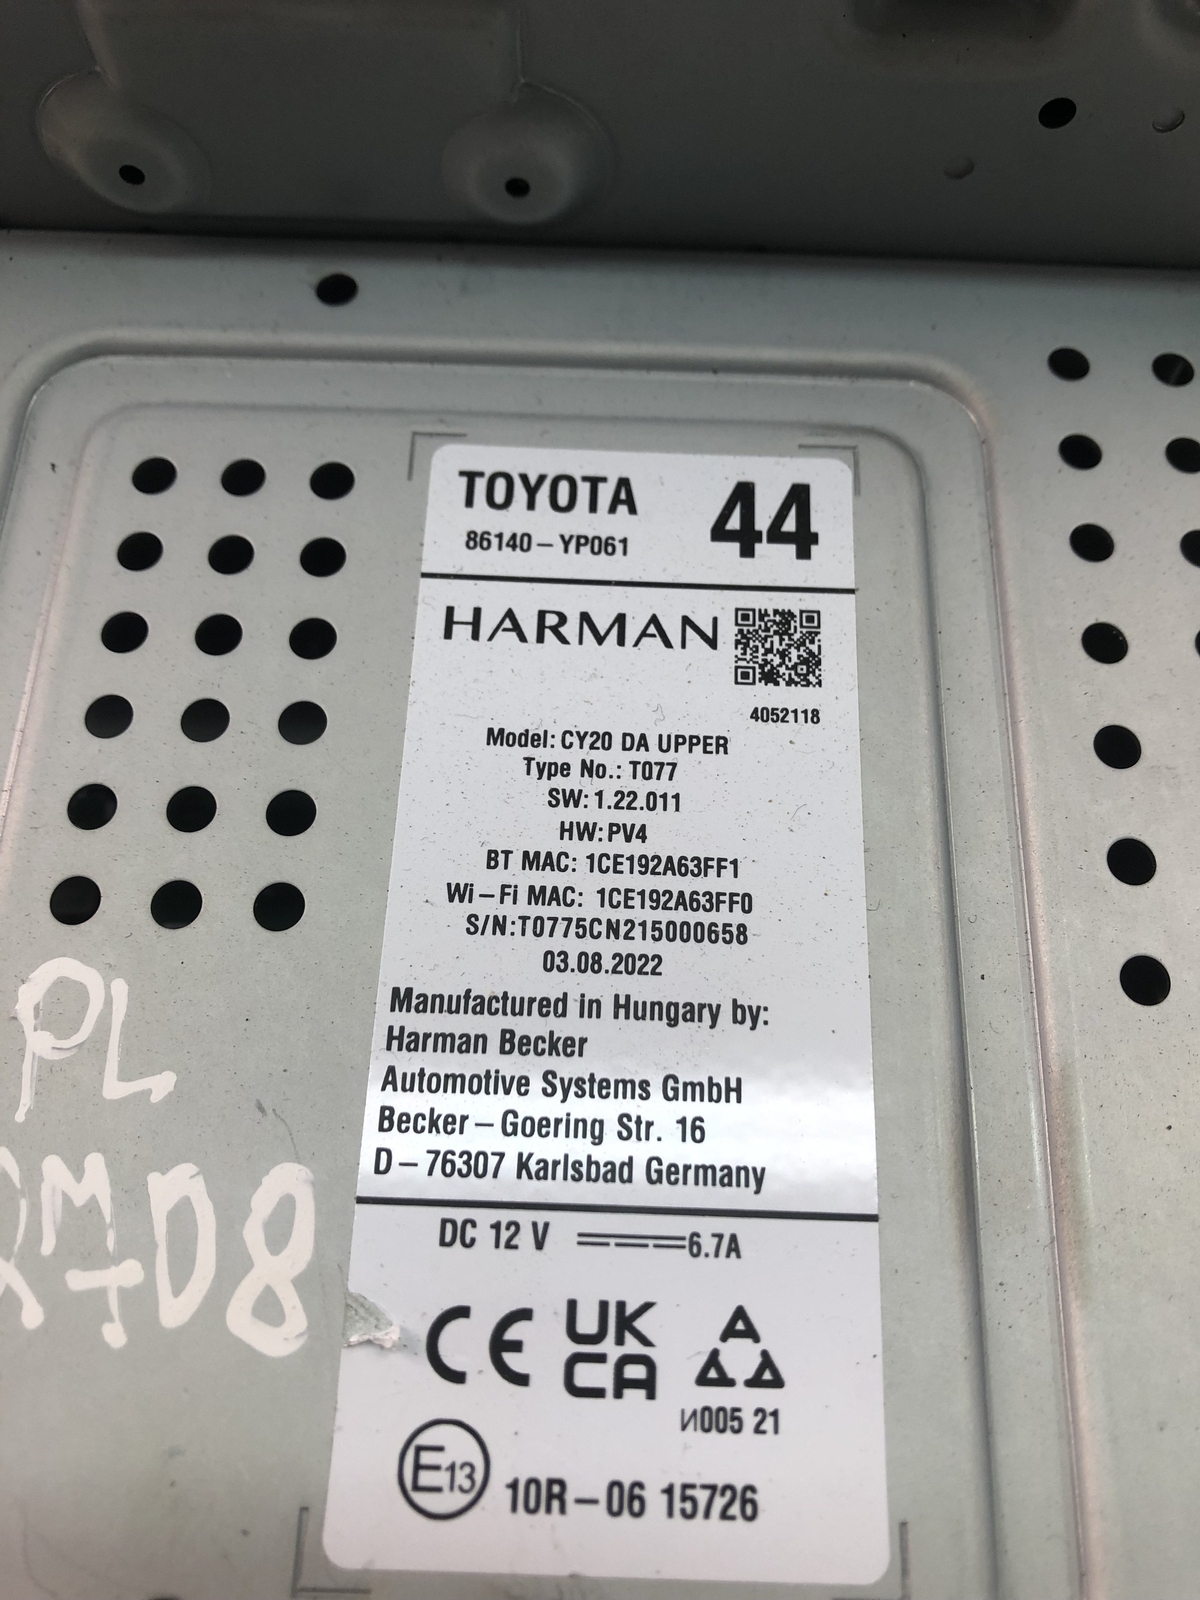 TOYOTA 44
86140-YP061
HARMAN
4052118
Model: CY20 DA UPPER
Type No.: T077
SW: 1.22.011
HW: PV4
BT MAC: 1CE192A63FF1
Wi-Fi MAC: 1CE192A63FF0
S/N:T0775CN215000658
03.08.2022
Manufactured in Hungary by:
Harman Becker
Automotive Systems GmbH
Becker-Goering Str. 16
D-76307 Karlsbad Germany
DC 12 V 6.7A
CE UK CA
И005 21
E13 10R-06 15726
PL